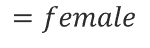 = female